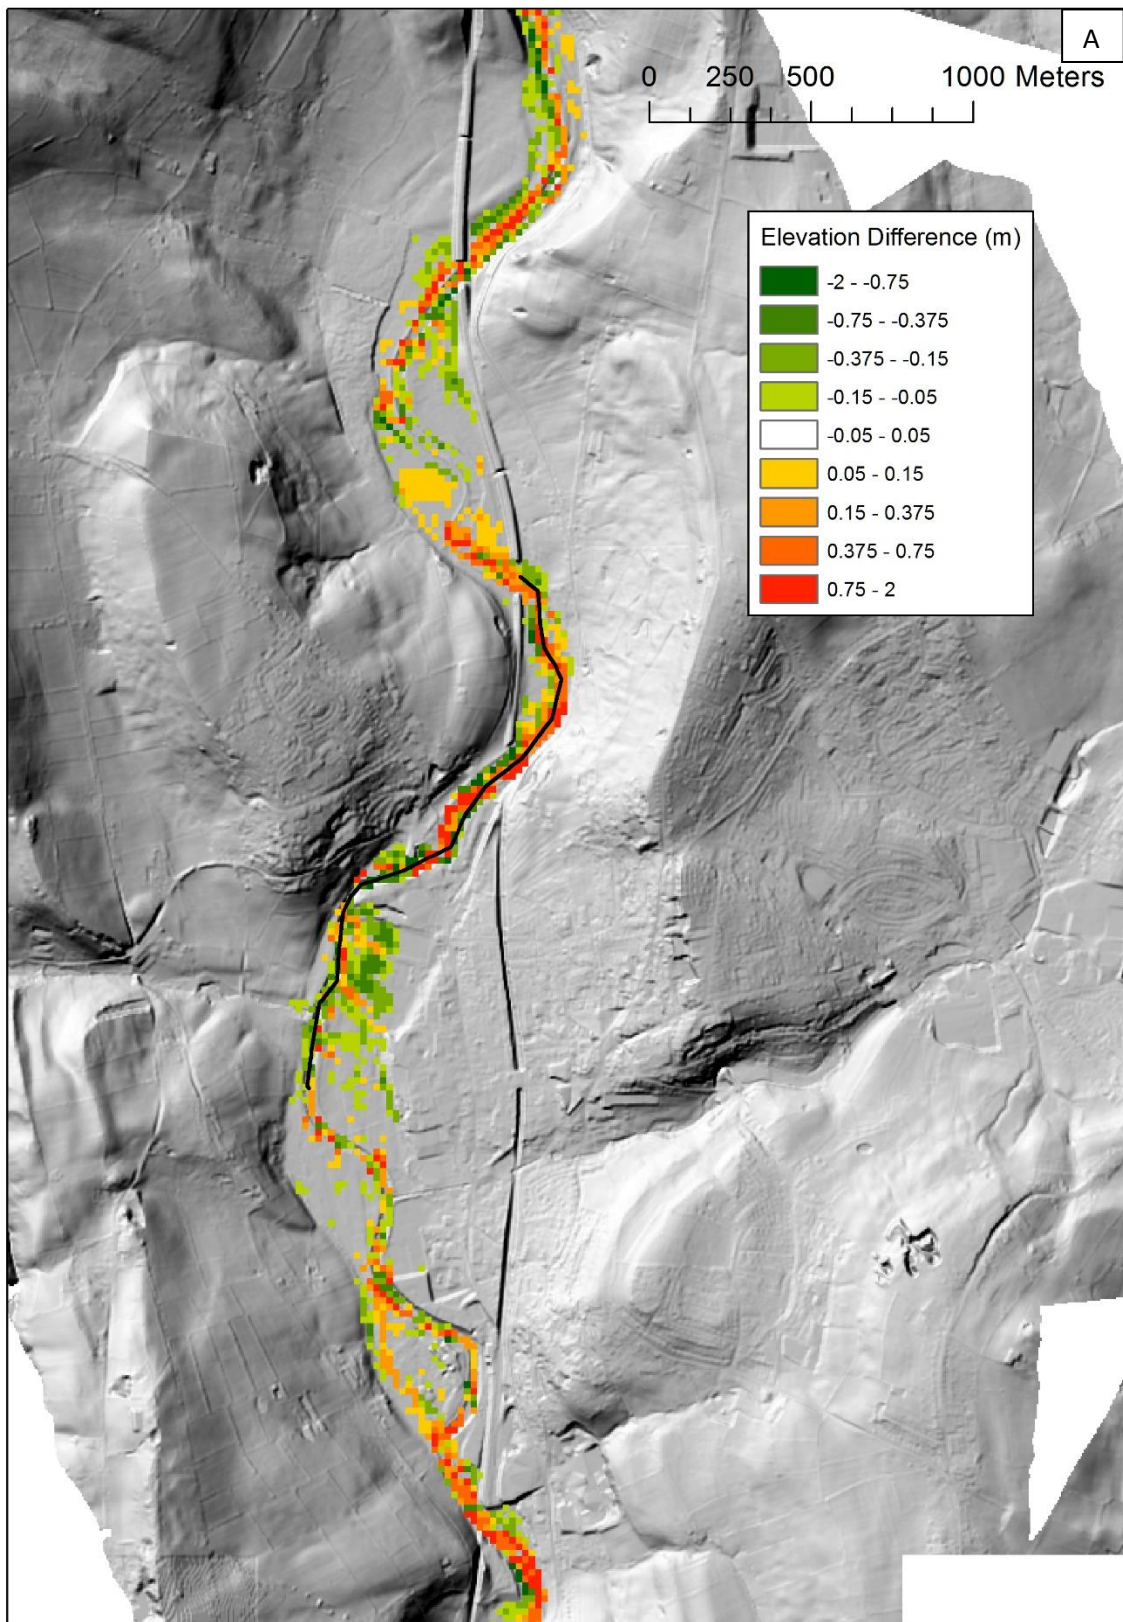 A
0 250 500 1000 Meters
Elevation Difference (m)
-2 - -0.75
-0.75 - -0.375
-0.375 - -0.15
-0.15 - -0.05
-0.05 - 0.05
0.05 - 0.15
0.15 - 0.375
0.375 - 0.75
0.75 - 2